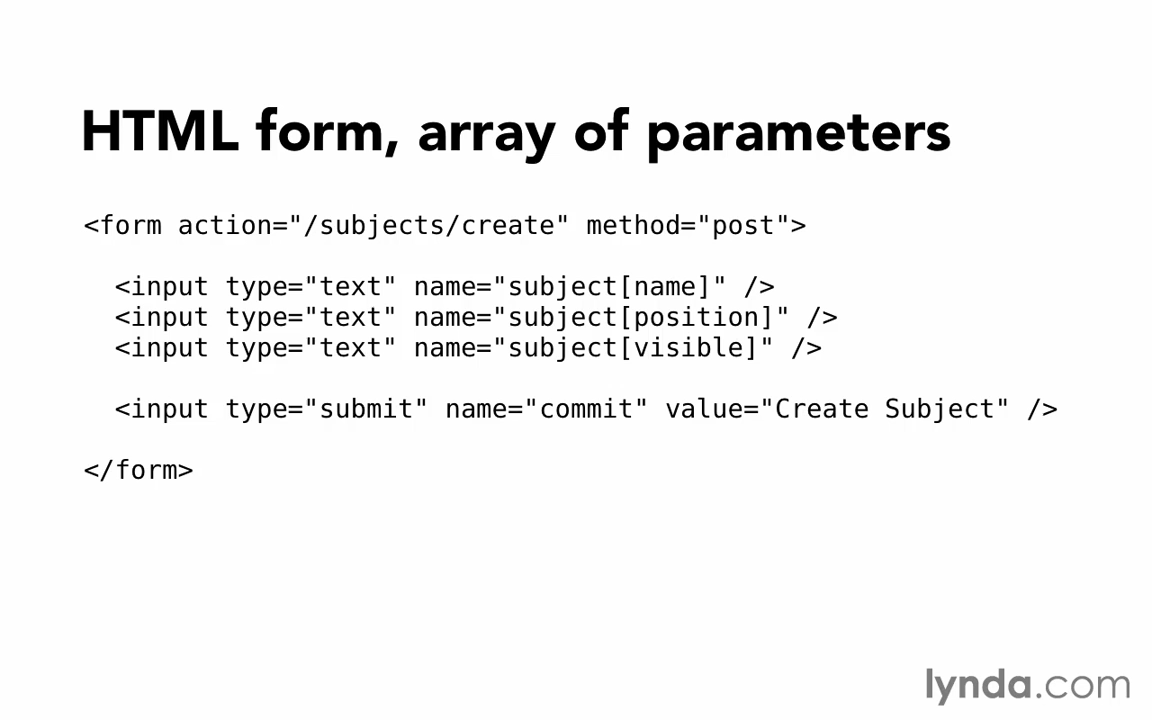 HTML form, array of parameters
<form action="/subjects/create" method="post">
<input type="text" name="subject[name]" />
<input type="text" name="subject[position]" />
<input type="text" name="subject[visible]" />
<input type="submit" name="commit" value="Create Subject" />
</form>
lynda.com